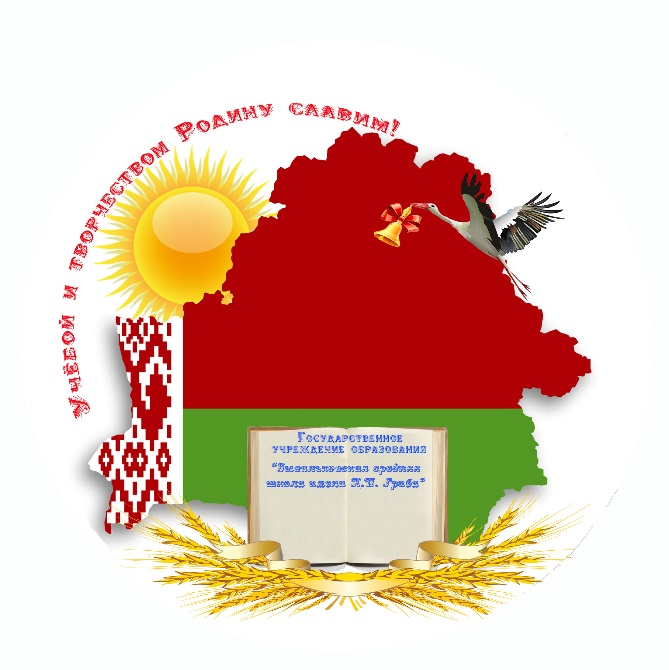 Учёбой и творчеством Родину славим!
Государственное
учреждение образования
средняя
школа имени